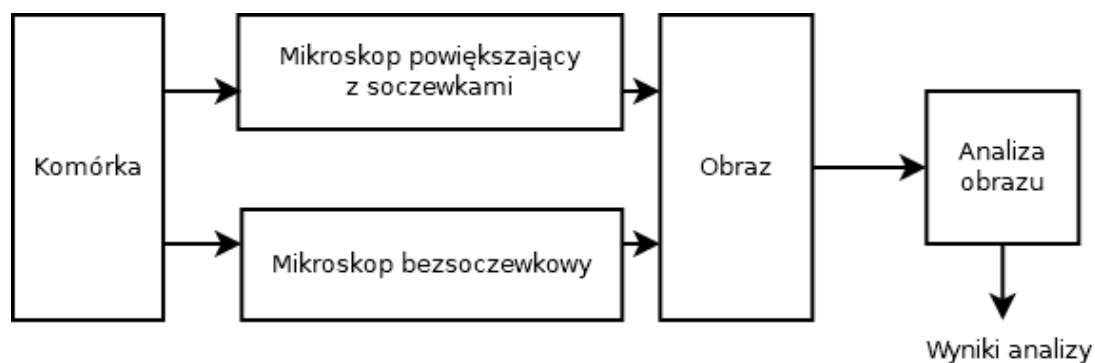 Komórka
Mikroskop powiększający
z soczewkami
Mikroskop bezsoczewkowy
Obraz
Analiza
obrazu
Wyniki analizy